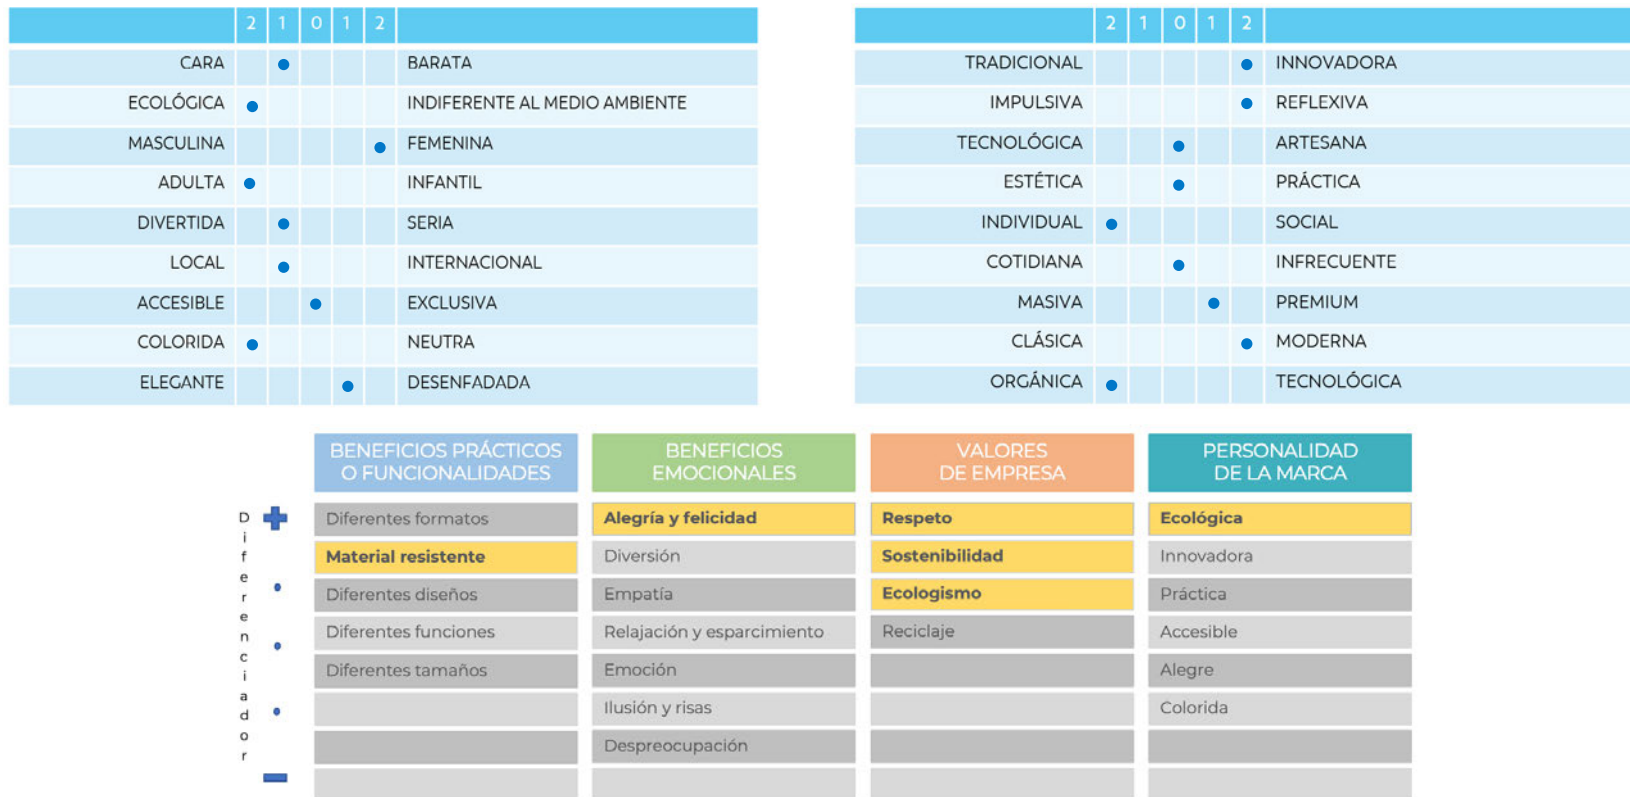 2 1 0 1 2
CARA BARATA
ECOLÓGICA INDIFERENTE AL MEDIO AMBIENTE
MASCULINA FEMENINA
ADULTA INFANTIL
DIVERTIDA SERIA
LOCAL INTERNACIONAL
ACCESIBLE EXCLUSIVA
COLORIDA NEUTRA
ELEGANTE DESENFADADA
2 1 0 1 2
TRADICIONAL INNOVADORA
IMPULSIVA REFLEXIVA
TECNOLÓGICA ARTESANA
ESTÉTICA PRÁCTICA
INDIVIDUAL SOCIAL
COTIDIANA INFRECUENTE
MASIVA PREMIUM
CLÁSICA MODERNA
ORGÁNICA TECNOLÓGICA
Diferenciador
BENEFICIOS PRÁCTICOS
O FUNCIONALIDADES
Diferentes formatos
Material resistente
Diferentes diseños
Diferentes funciones
Diferentes tamaños
BENEFICIOS
EMOCIONALES
Alegría y felicidad
Diversión
Empatía
Relajación y esparcimiento
Emoción
Ilusión y risas
Despreocupación
VALORES
DE EMPRESA
Respeto
Sostenibilidad
Ecologismo
Reciclaje
PERSONALIDAD
DE LA MARCA
Ecológica
Innovadora
Práctica
Accesible
Alegre
Colorida